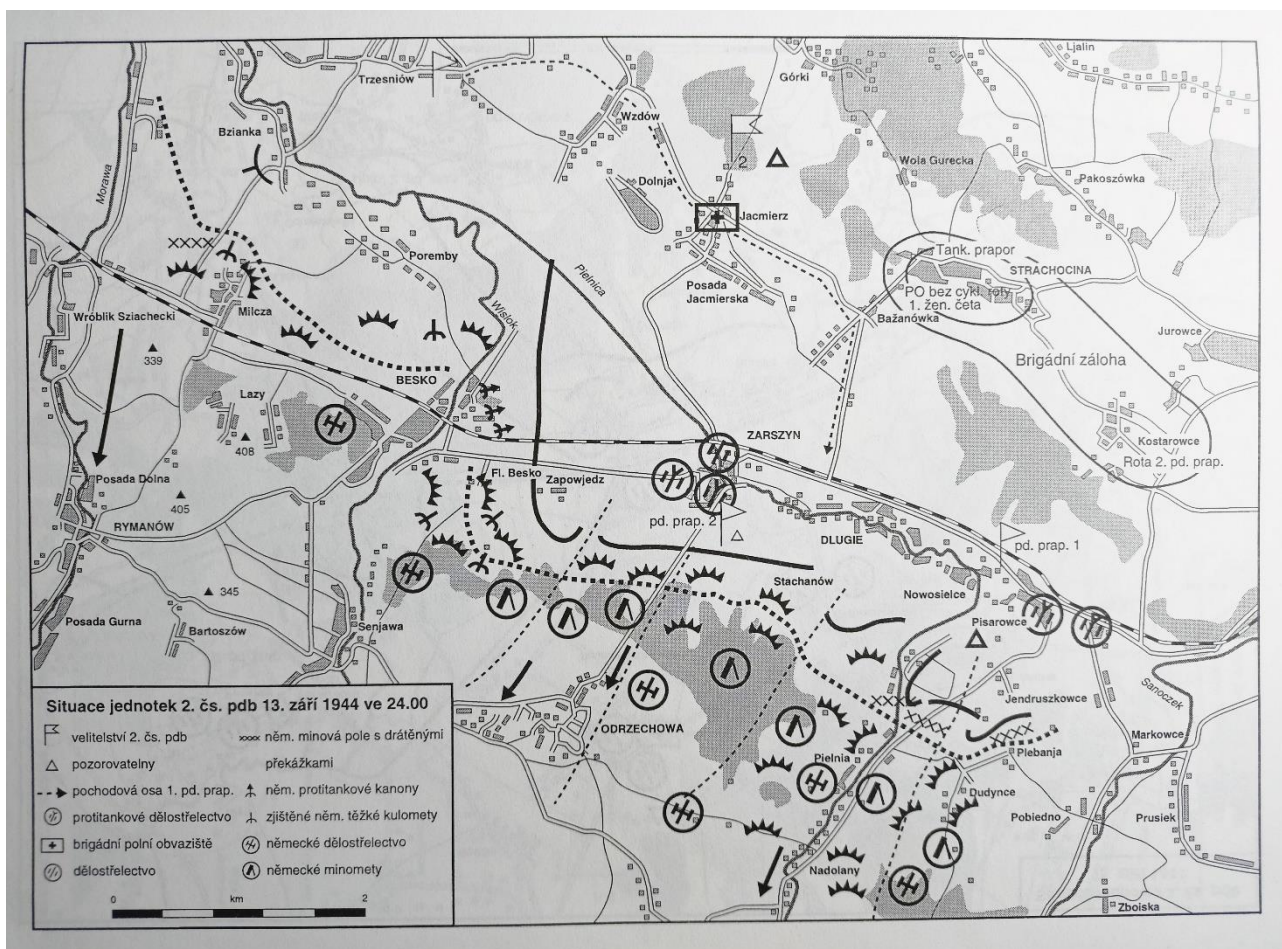 Ljalin
Trzesniów
Górki
Wzdów
Bzianka
2
Wola Gurecka
Morawa
Pakoszówka
Dolnja
Jacmierz
Tank. prapor
Poremby
STRACHOCINA
Pielnica
Posada
Jacmierska
PO bez cykl. roty
1. žen. četa
Wislok
Wróblik Sziachecki
Milcza
Bažanówka
Jurowce
339
Brigádní záloha
BESKO
Lazy
408
ZARSZYN
Kostarowce
Rota 2. pd. prap.
Fl. Besko
Zapowjedz
Posada Dolna
405
RYMANÓW
pd. prap. 2
DLUGIE
pd. prap. 1
Stachanów
345
Nowosielce
Posada Gurna
Bartoszów
Senjawa
Pisarowce
Sanoczek
Jendruszkowce
ODRZECHOWA
Markowce
Plebanja
Pielnia
Dudynce
Pobiedno
Prusiek
Nadolany
Zboiska
Situace jednotek 2. čs. pdb 13. září 1944 ve 24.00
velitelství 2. čs. pdb
xxxx něm. minová pole s drátěnými
pozorovatelny
překážkami
pochodová osa 1. pd. prap.
něm. protitankové kanony
protitankové dělostřelectvo
zjištěné něm. těžké kulomety
brigádní polní obvaziště
německé dělostřelectvo
dělostřelectvo
německé minomety
0 km 2